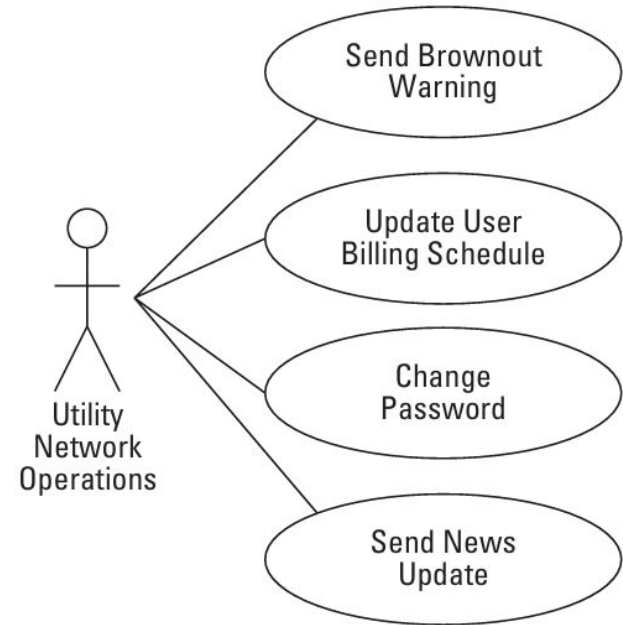 Send Brownout
Warning
Update User
Billing Schedule
Change
Password
Utility
Network
Operations
Send News
Update